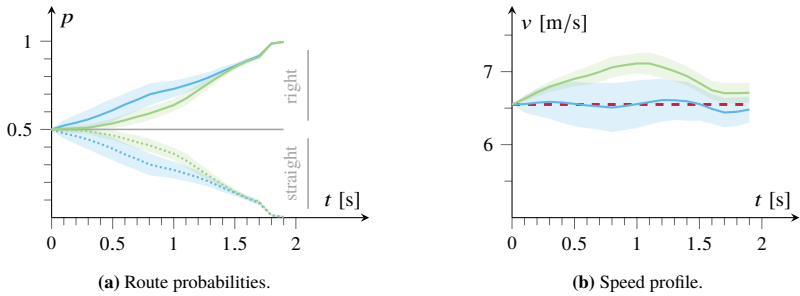 p
1
0.5
right
straight
t [s]
0
0.5
1
1.5
2
(a) Route probabilities.
v [m/s]
7
6
t [s]
0
0.5
1
1.5
2
(b) Speed profile.